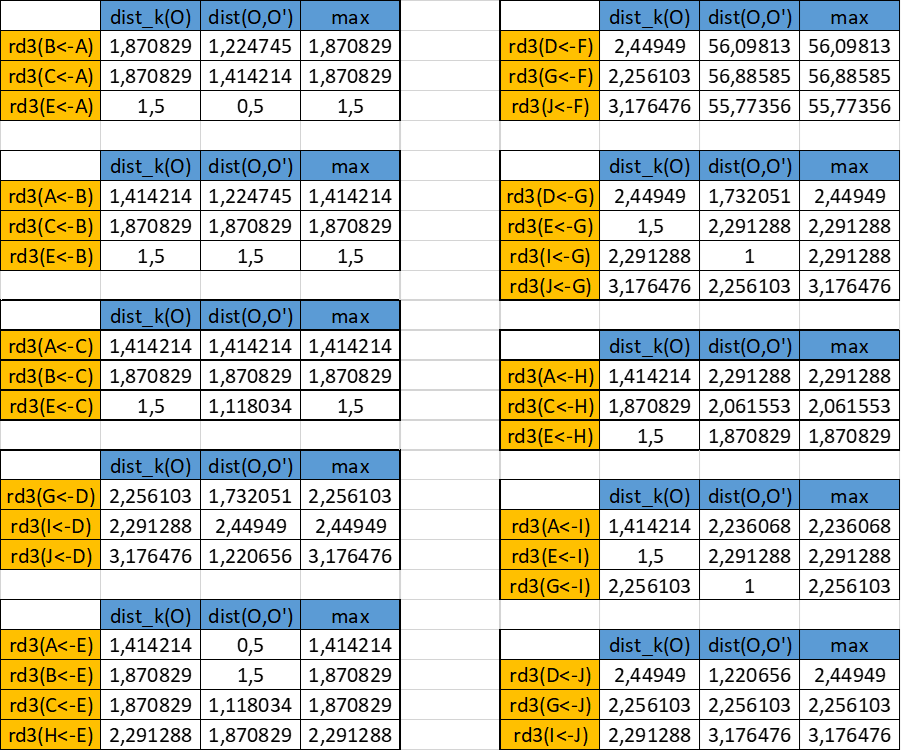 dist_k(O) dist(O,O') max
rd3(B<-A) 1,870829 1,224745 1,870829
rd3(C<-A) 1,870829 1,414214 1,870829
rd3(E<-A) 1,5 0,5 1,5
dist_k(O) dist(O,O') max
rd3(A<-B) 1,414214 1,224745 1,414214
rd3(C<-B) 1,870829 1,870829 1,870829
rd3(E<-B) 1,5 1,5 1,5
dist_k(O) dist(O,O') max
rd3(A<-C) 1,414214 1,414214 1,414214
rd3(B<-C) 1,870829 1,870829 1,870829
rd3(E<-C) 1,5 1,118034 1,5
dist_k(O) dist(O,O') max
rd3(G<-D) 2,256103 1,732051 2,256103
rd3(I<-D) 2,291288 2,44949 2,44949
rd3(J<-D) 3,176476 1,220656 3,176476
dist_k(O) dist(O,O') max
rd3(A<-E) 1,414214 0,5 1,414214
rd3(B<-E) 1,870829 1,5 1,870829
rd3(C<-E) 1,870829 1,118034 1,870829
rd3(H<-E) 2,291288 1,870829 2,291288
dist_k(O) dist(O,O') max
rd3(D<-F) 2,44949 56,09813 56,09813
rd3(G<-F) 2,256103 56,88585 56,88585
rd3(J<-F) 3,176476 55,77356 55,77356
dist_k(O) dist(O,O') max
rd3(D<-G) 2,44949 1,732051 2,44949
rd3(E<-G) 1,5 2,291288 2,291288
rd3(I<-G) 2,291288 1 2,291288
rd3(J<-G) 3,176476 2,256103 3,176476
dist_k(O) dist(O,O') max
rd3(A<-H) 1,414214 2,291288 2,291288
rd3(C<-H) 1,870829 2,061553 2,061553
rd3(E<-H) 1,5 1,870829 1,870829
dist_k(O) dist(O,O') max
rd3(A<-I) 1,414214 2,236068 2,236068
rd3(E<-I) 1,5 2,291288 2,291288
rd3(G<-I) 2,256103 1 2,256103
dist_k(O) dist(O,O') max
rd3(D<-J) 2,44949 1,220656 2,44949
rd3(G<-J) 2,256103 2,256103 2,256103
rd3(I<-J) 2,291288 3,176476 3,176476